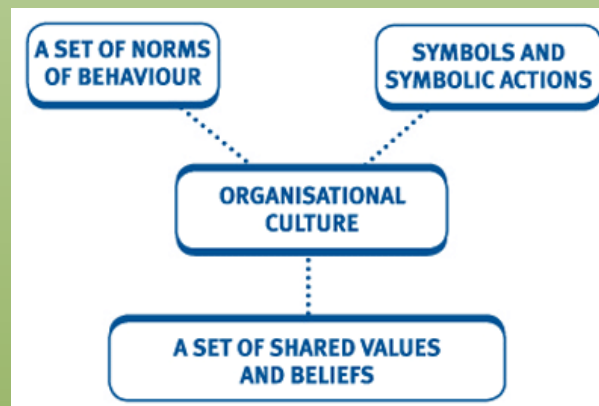 A SET OF NORMS
OF BEHAVIOUR
SYMBOLS AND
SYMBOLIC ACTIONS
ORGANISATIONAL
CULTURE
A SET OF SHARED VALUES
AND BELIEFS